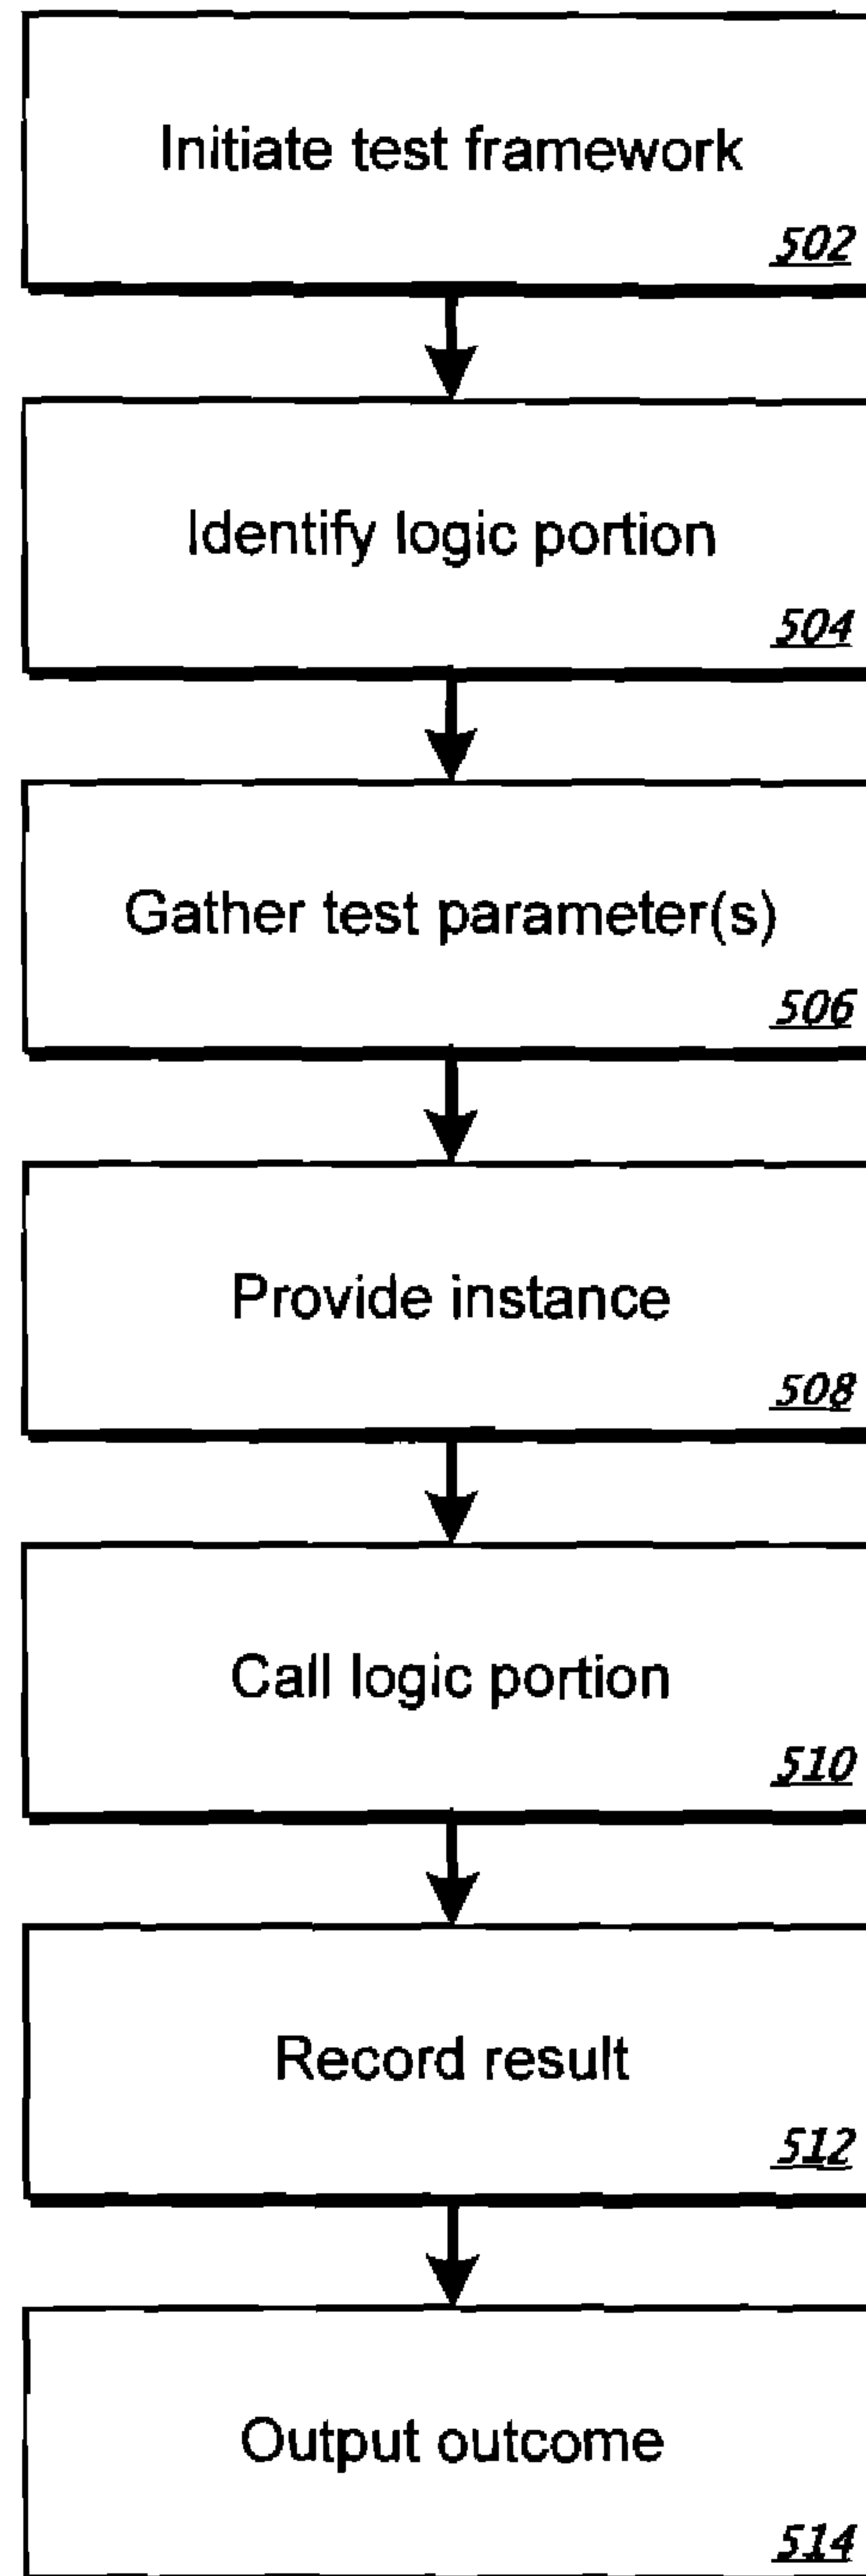 Initiate test framework
502
Identify logic portion
504
Gather test parameter(s)
506
Provide instance
508
Call logic portion
510
Record result
512
Output outcome
514